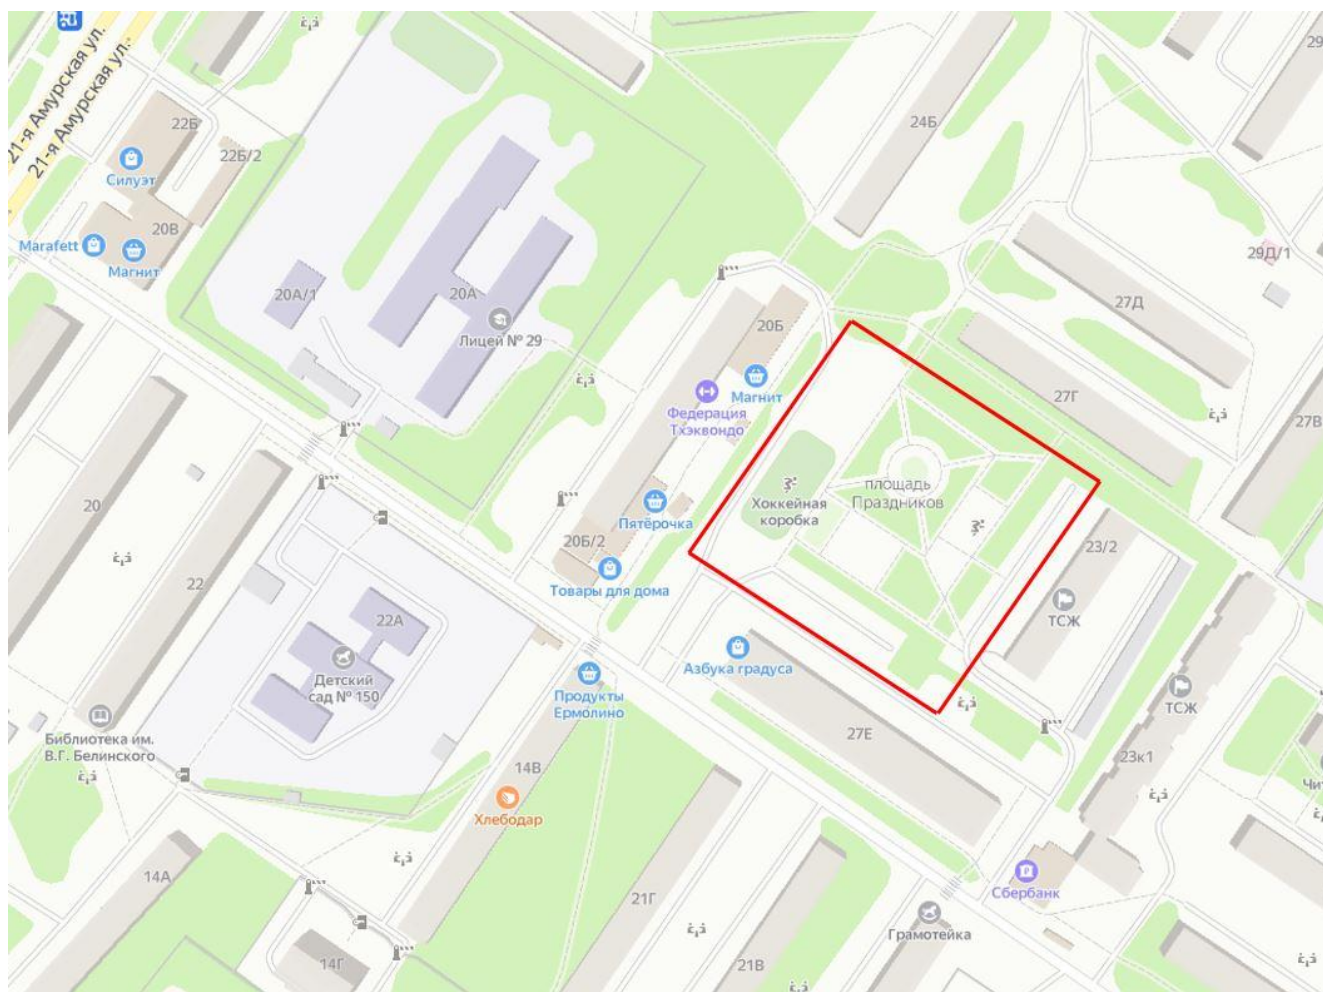 21-я Амурская ул.
21-я Амурская ул.
22Б
22Б/2
Силуэт
20В
Marafett
Магнит
20А/1
20А
Лицей № 29
24Б
29
29Д/1
27Д
20Б
Магнит
Федерация
Тхэквондо
27Г
27В
площадь
Праздников
Хоккейная
коробка
Пятёрочка
20Б/2
Товары для дома
23/2
ТСЖ
20
22
22А
Детский
сад № 150
Азбука градуса
Продукты
Ермолино
27Е
ТСЖ
23к1
Библиотека им.
В.Г. Белинского
14В
Хлебодар
Чит
14А
21Г
Сбербанк
Грамотейка
14Г
21В